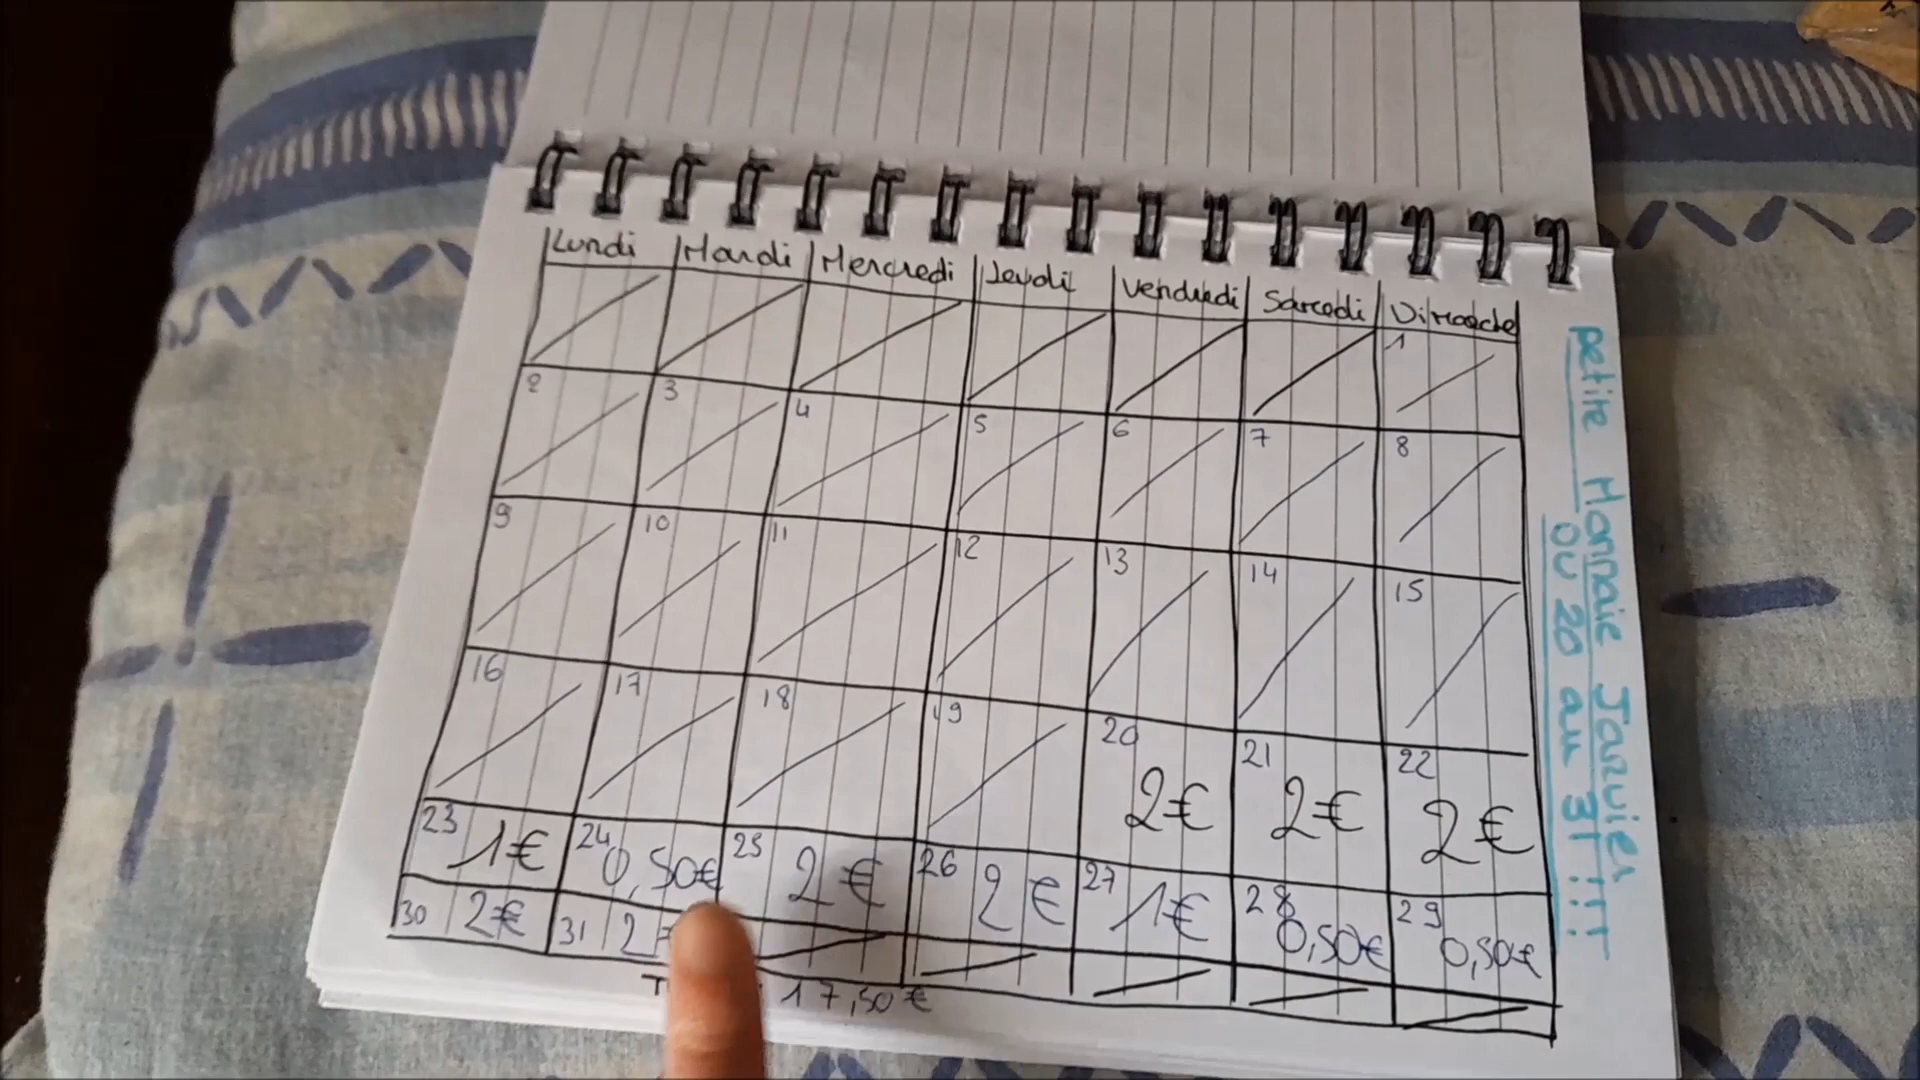 Lundi Mardi Mercredi Jeudi Vendredi Samedi Dimanche
1
2 3 4 5 6 7 8
9 10 11 12 13 14 15
16 17 18 19 20 2€ 21 2€ 22 2€
23 1€ 24 0,50€ 25 2€ 26 2€ 27 1€ 28 0,50€ 29 0,50€
30 2€ 31 2
17,50€
Petite Monnaie Janvier
DU 20 au 31 !!!!